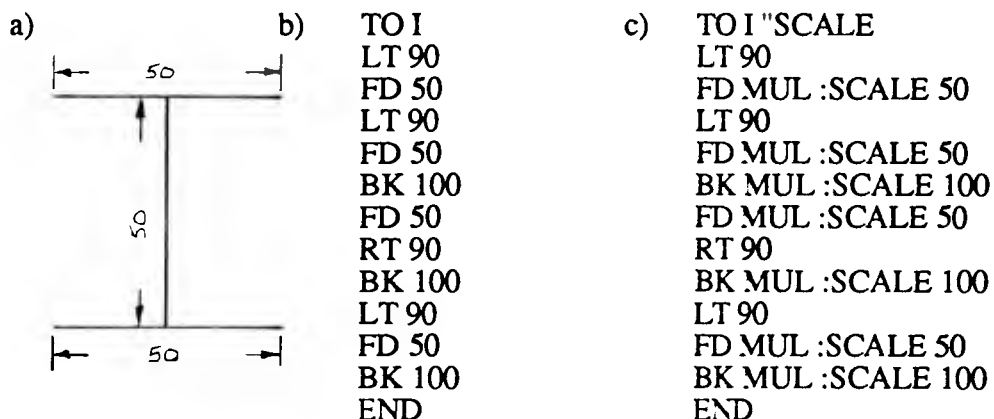 a)
50
50
50
b) TO I
LT 90
FD 50
LT 90
FD 50
BK 100
FD 50
RT 90
BK 100
LT 90
FD 50
BK 100
END
c) TO I "SCALE
LT 90
FD MUL :SCALE 50
LT 90
FD MUL :SCALE 50
BK MUL :SCALE 100
FD MUL :SCALE 50
RT 90
BK MUL :SCALE 100
LT 90
FD MUL :SCALE 50
BK MUL :SCALE 100
END